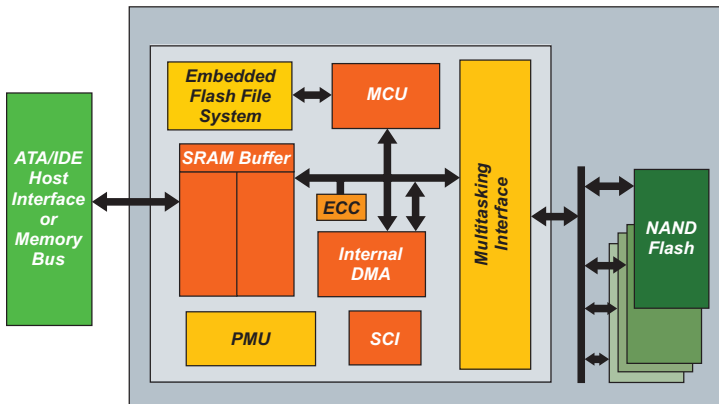 ATA/IDE
Host
Interface
or
Memory
Bus
Embedded
Flash File
System
MCU
SRAM Buffer
ECC
Internal
DMA
PMU
SCI
Multitasking
Interface
NAND
Flash